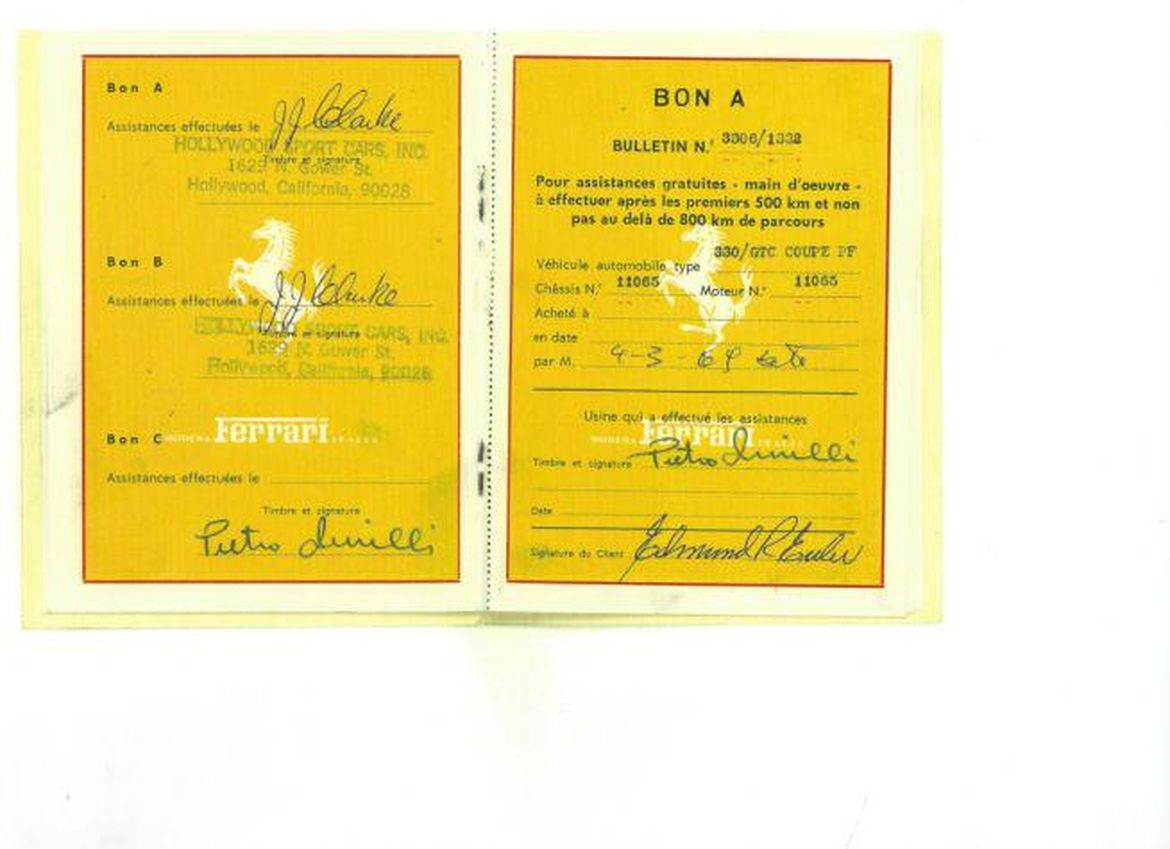 Bon A
Assistances effectuées le J J Clarke
HOLLYWOOD SPORT CARS, INC.
Timbre et signature
1629 N. Gower St.
Hollywood, California, 90028
Bon B
Assistances effectuées le J J Clarke
HOLLYWOOD SPORT CARS, INC.
Timbre et signature
1629 N. Gower St.
Hollywood, California, 90028
MODENA Ferrari ITALIA
Bon C
Assistances effectuées le
Timbre et signature
Pietro
BON A
BULLETIN N.° 3306/1332
Pour assistances gratuites - main d'oeuvre -
à effectuer après les premiers 500 km et non
pas au delà de 800 km de parcours
Véhicule automobile type 330/GTC COUPE PF
Châssis N.° 11065 Moteur N.° 11065
Acheté à
en date
par M. 4-3-69
Usine qui a effectué les assistances
MODENA Ferrari ITALIA
Timbre et signature Pietro
Date
Signature du Client Edmund R